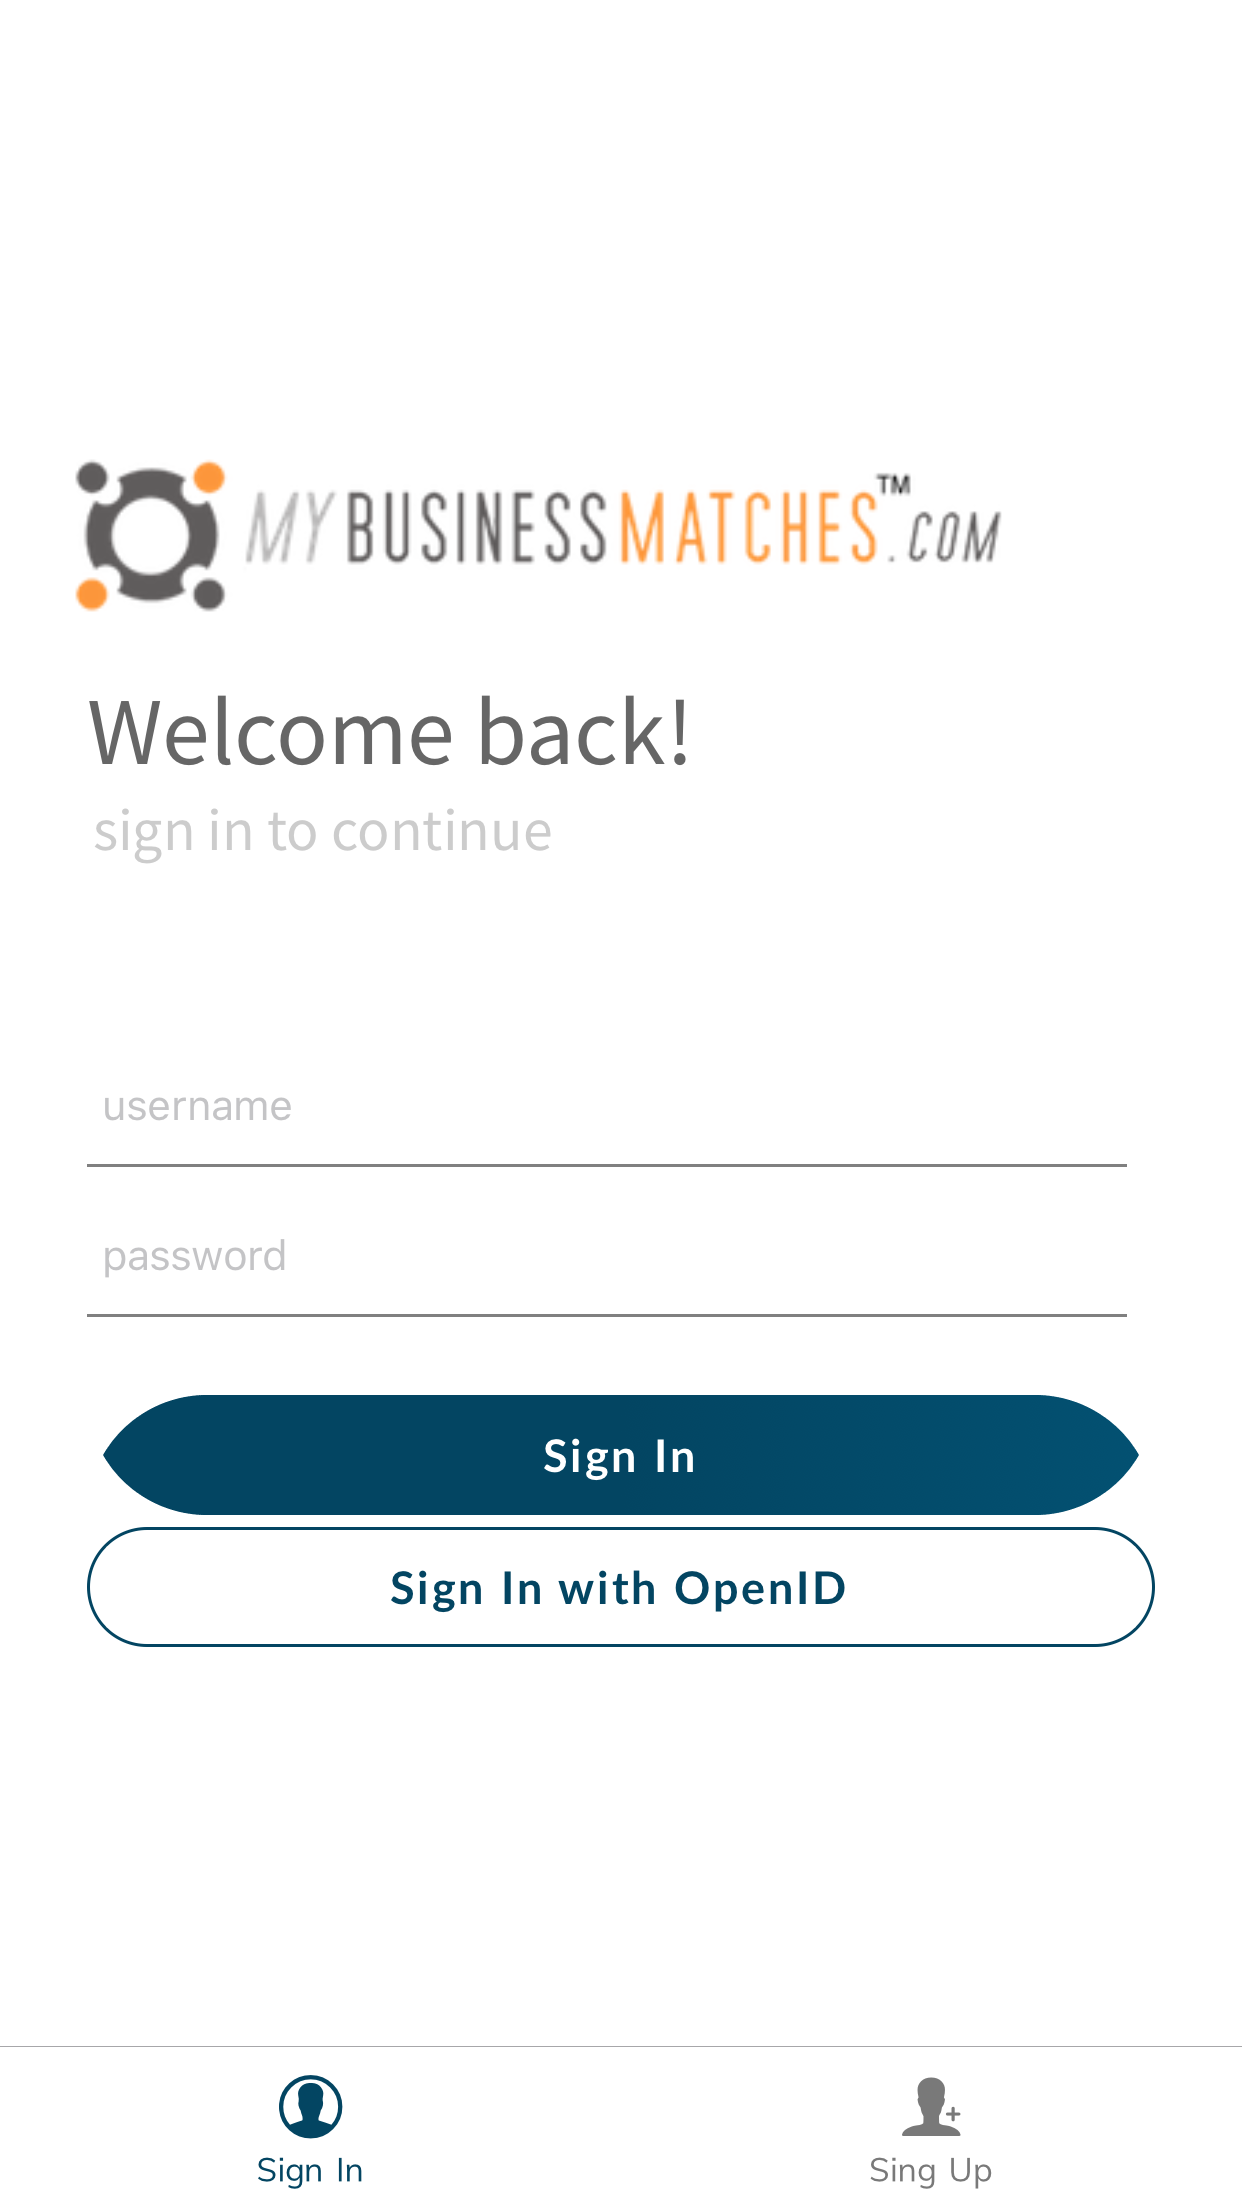 MYBUSINESSMATCHES™.COM
Welcome back!
sign in to continue
username
password
Sign In
Sign In with OpenID
Sign In
Sing Up